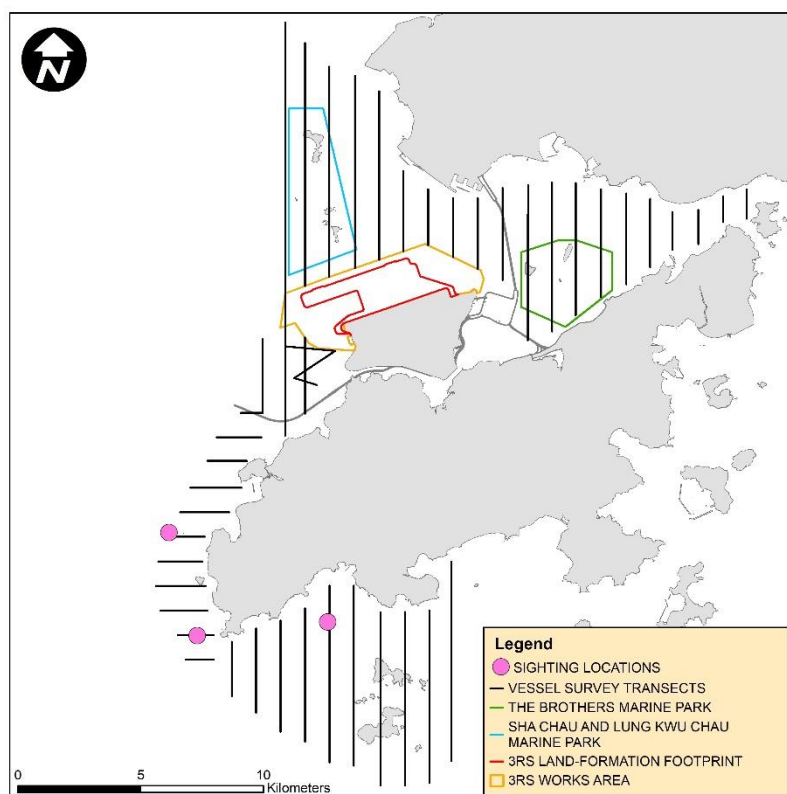 N
Legend
SIGHTING LOCATIONS
VESSEL SURVEY TRANSECTS
THE BROTHERS MARINE PARK
SHA CHAU AND LUNG KWU CHAU
MARINE PARK
3RS LAND-FORMATION FOOTPRINT
3RS WORKS AREA
0 5 10
Kilometers